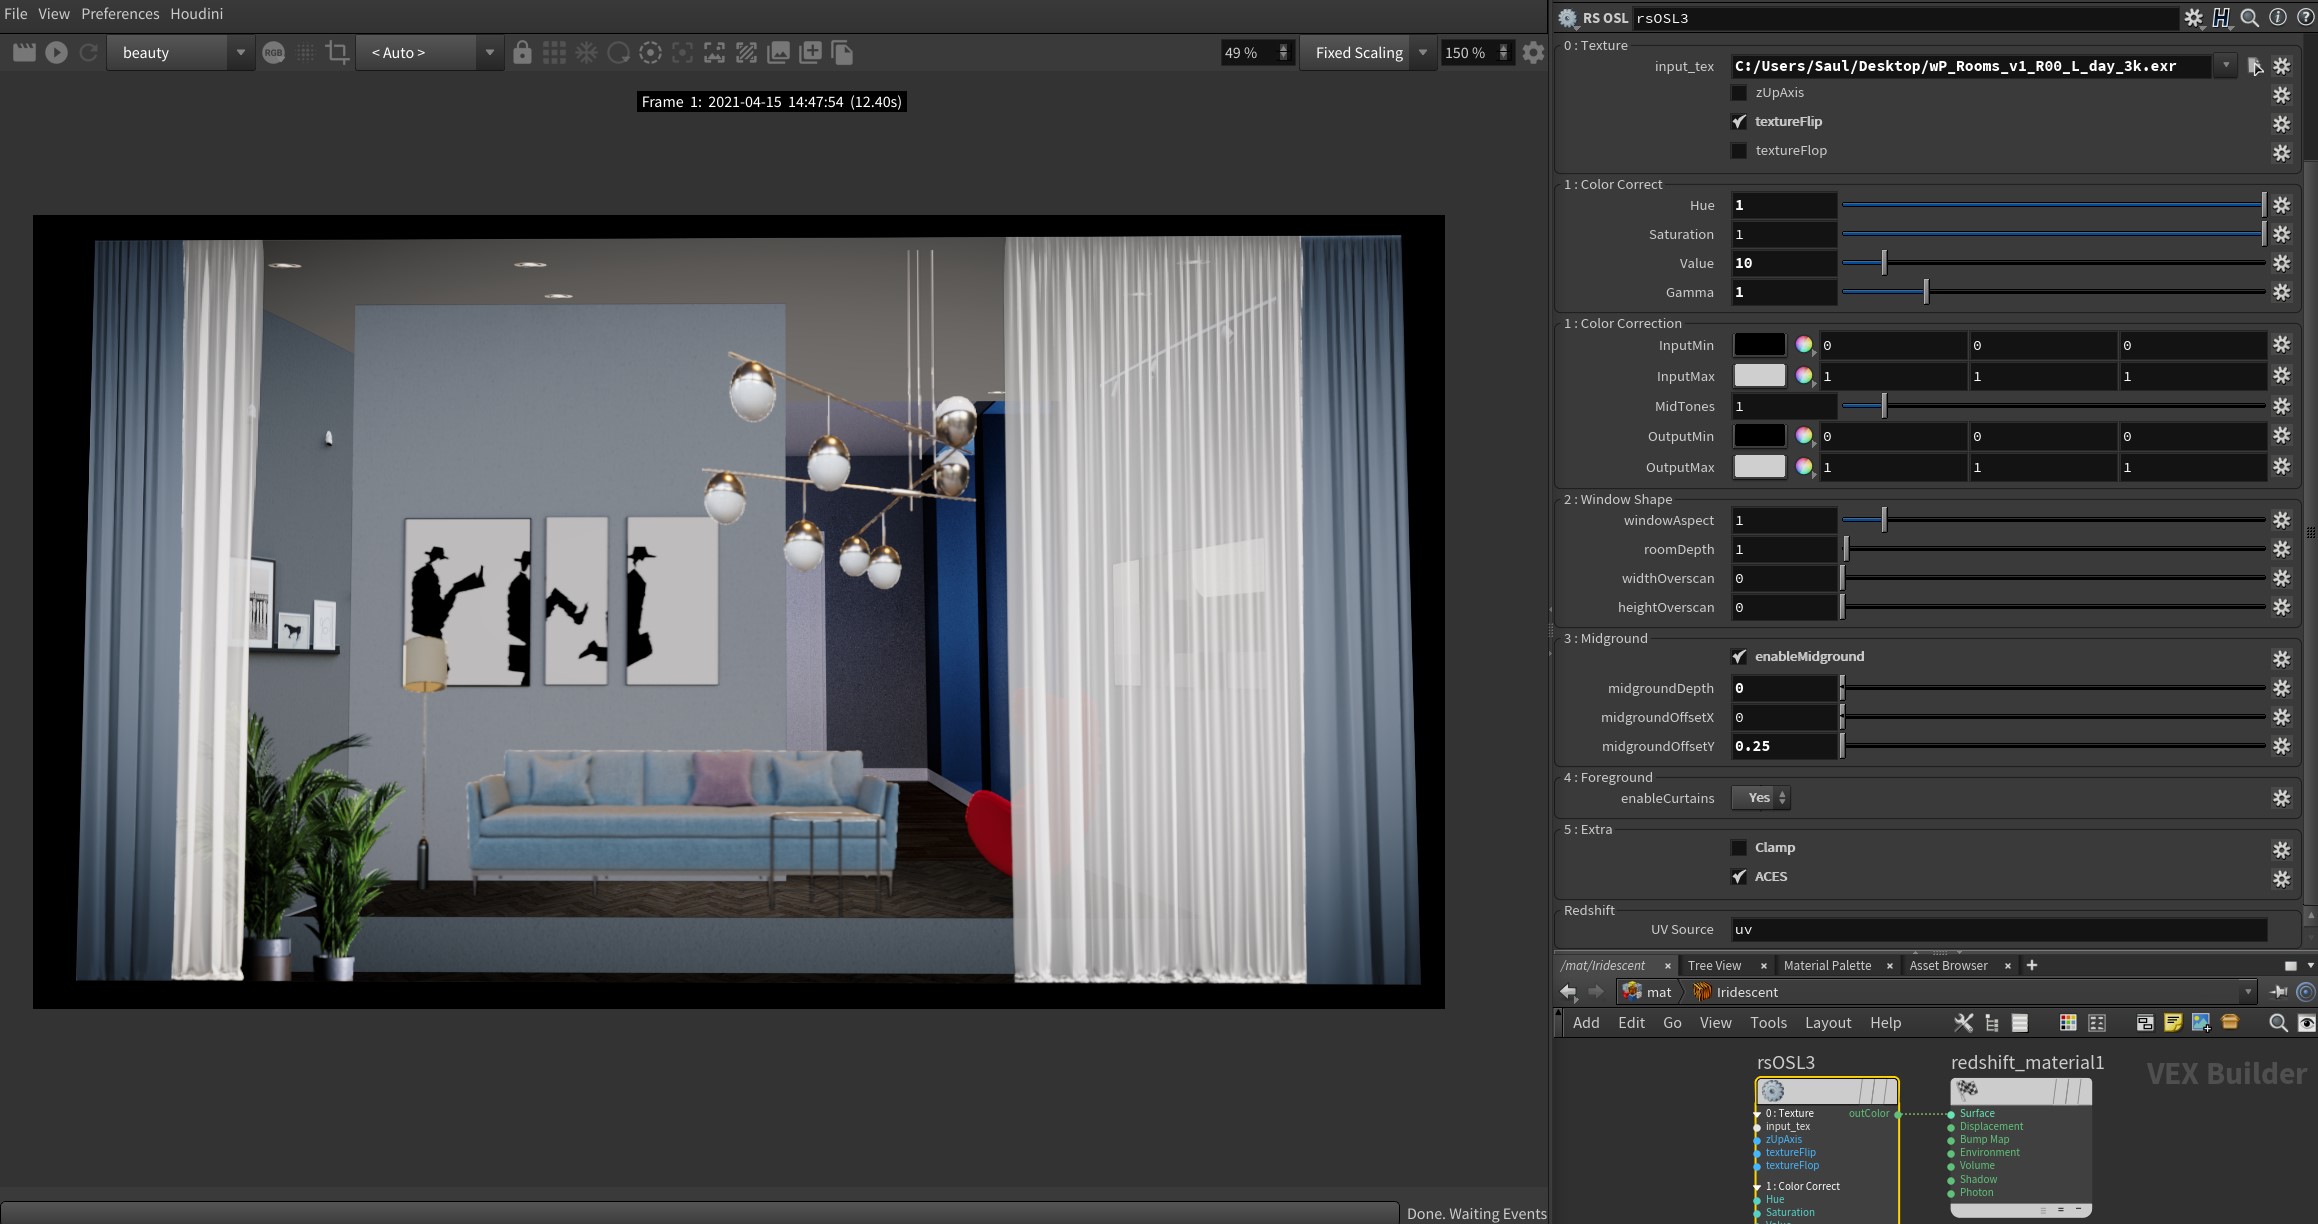 File View Preferences Houdini
beauty
RGB
< Auto >
49 %
Fixed Scaling
150 %
Frame 1: 2021-04-15 14:47:54 (12.40s)
Done. Waiting Events
RS OSL rsOSL3
0 : Texture
input_tex C:/Users/Saul/Desktop/wP_Rooms_v1_R00_L_day_3k.exr
zUpAxis
textureFlip
textureFlop
1 : Color Correct
Hue 1
Saturation 1
Value 10
Gamma 1
1 : Color Correction
InputMin 0 0 0
InputMax 1 1 1
MidTones 1
OutputMin 0 0 0
OutputMax 1 1 1
2 : Window Shape
windowAspect 1
roomDepth 1
widthOverscan 0
heightOverscan 0
3 : Midground
enableMidground
midgroundDepth 0
midgroundOffsetX 0
midgroundOffsetY 0.25
4 : Foreground
enableCurtains Yes
5 : Extra
Clamp
ACES
Redshift
UV Source uv
/mat/Iridescent × Tree View × Material Palette × Asset Browser × +
mat Iridescent
Add Edit Go View Tools Layout Help
VEX Builder
rsOSL3
0 : Texture outColor
input_tex
zUpAxis
textureFlip
textureFlop
1 : Color Correct
Hue
Saturation
redshift_material1
Surface
Displacement
Bump Map
Environment
Volume
Shadow
Photon